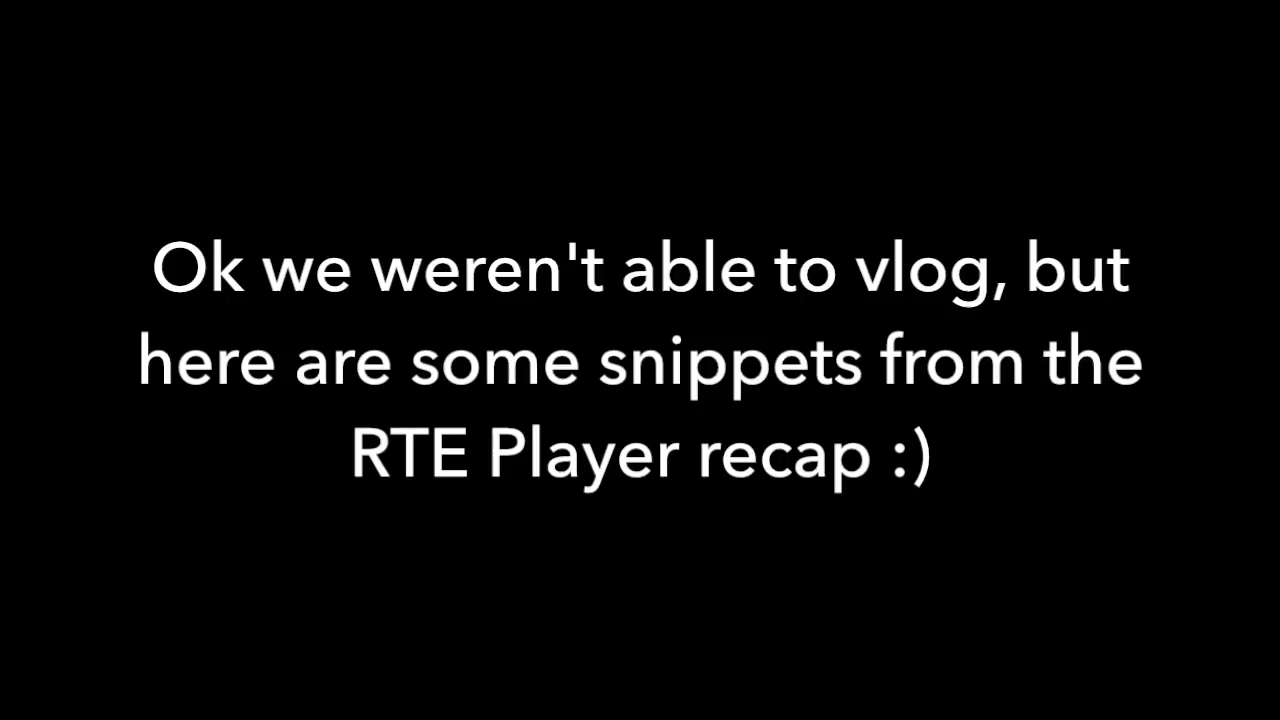 Ok we weren't able to vlog, but
here are some snippets from the
RTE Player recap :)